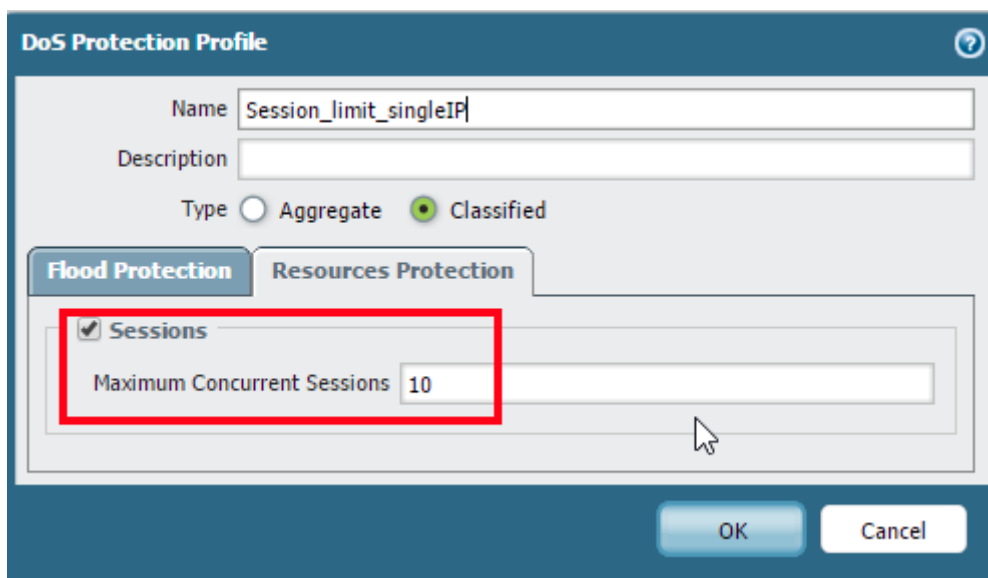 DoS Protection Profile
Name Session_limit_singleIP
Description
Type Aggregate Classified
Flood Protection Resources Protection
Sessions
Maximum Concurrent Sessions 10
OK Cancel